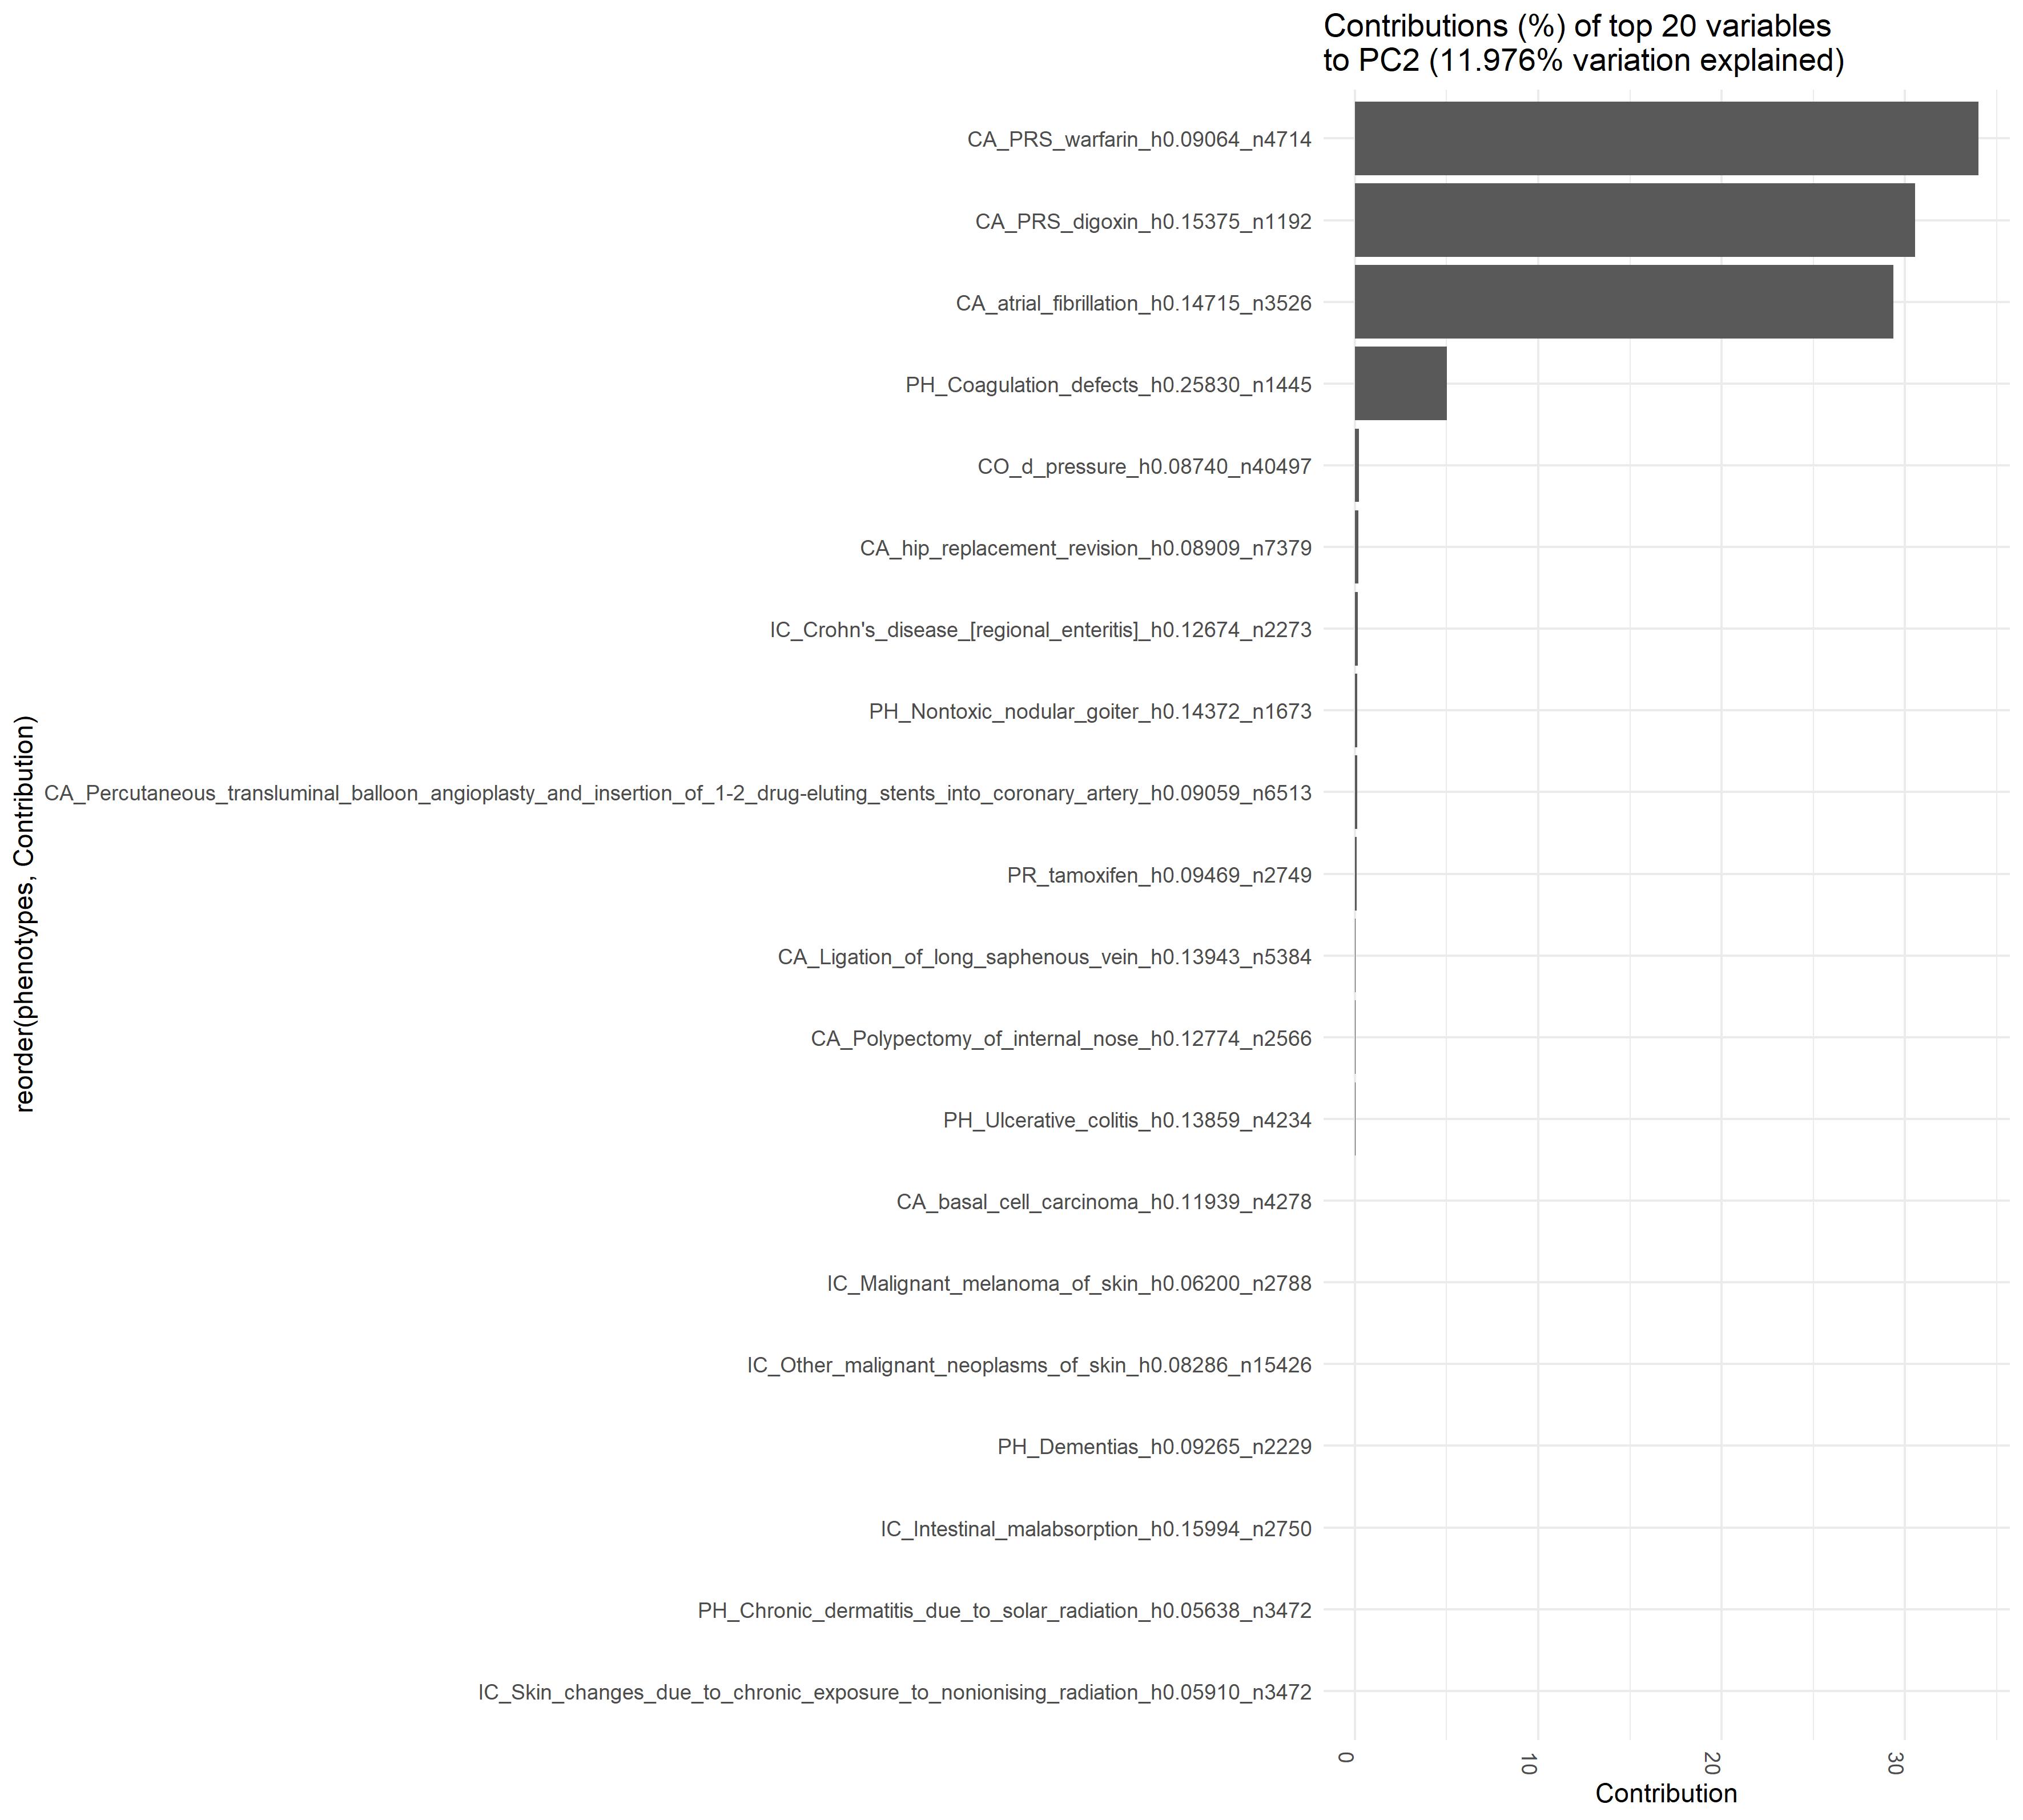 Contributions (%) of top 20 variables
to PC2 (11.976% variation explained)
CA_PRS_warfarin_h0.09064_n4714
CA_PRS_digoxin_h0.15375_n1192
CA_atrial_fibrillation_h0.14715_n3526
PH_Coagulation_defects_h0.25830_n1445
CO_d_pressure_h0.08740_n40497
CA_hip_replacement_revision_h0.08909_n7379
IC_Crohn's_disease_[regional_enteritis]_h0.12674_n2273
PH_Nontoxic_nodular_goiter_h0.14372_n1673
CA_Percutaneous_transluminal_balloon_angioplasty_and_insertion_of_1-2_drug-eluting_stents_into_coronary_artery_h0.09059_n6513
PR_tamoxifen_h0.09469_n2749
CA_Ligation_of_long_saphenous_vein_h0.13943_n5384
CA_Polypectomy_of_internal_nose_h0.12774_n2566
PH_Ulcerative_colitis_h0.13859_n4234
CA_basal_cell_carcinoma_h0.11939_n4278
IC_Malignant_melanoma_of_skin_h0.06200_n2788
IC_Other_malignant_neoplasms_of_skin_h0.08286_n15426
PH_Dementias_h0.09265_n2229
IC_Intestinal_malabsorption_h0.15994_n2750
PH_Chronic_dermatitis_due_to_solar_radiation_h0.05638_n3472
IC_Skin_changes_due_to_chronic_exposure_to_nonionising_radiation_h0.05910_n3472
reorder(phenotypes, Contribution)
0
10
20
30
Contribution